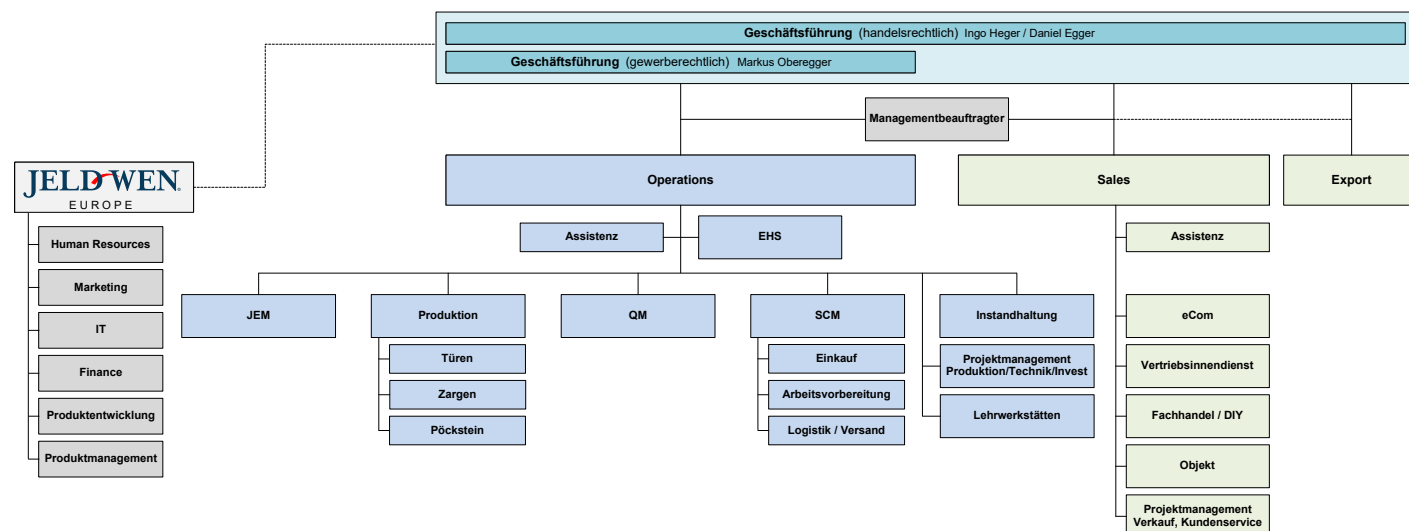 Geschäftsführung (handelsrechtlich) Ingo Heger / Daniel Egger
Geschäftsführung (gewerberechtlich) Markus Oberegger
Managementbeauftragter
JELD-WEN®
EUROPE
Operations
Sales
Export
Human Resources
Marketing
IT
Finance
Produktentwicklung
Produktmanagement
Assistenz
EHS
Assistenz
JEM
Produktion
QM
SCM
Instandhaltung
Türen
Zargen
Pöckstein
Einkauf
Arbeitsvorbereitung
Logistik / Versand
Projektmanagement
Produktion/Technik/Invest
Lehrwerkstätten
eCom
Vertriebsinnendienst
Fachhandel / DIY
Objekt
Projektmanagement
Verkauf, Kundenservice